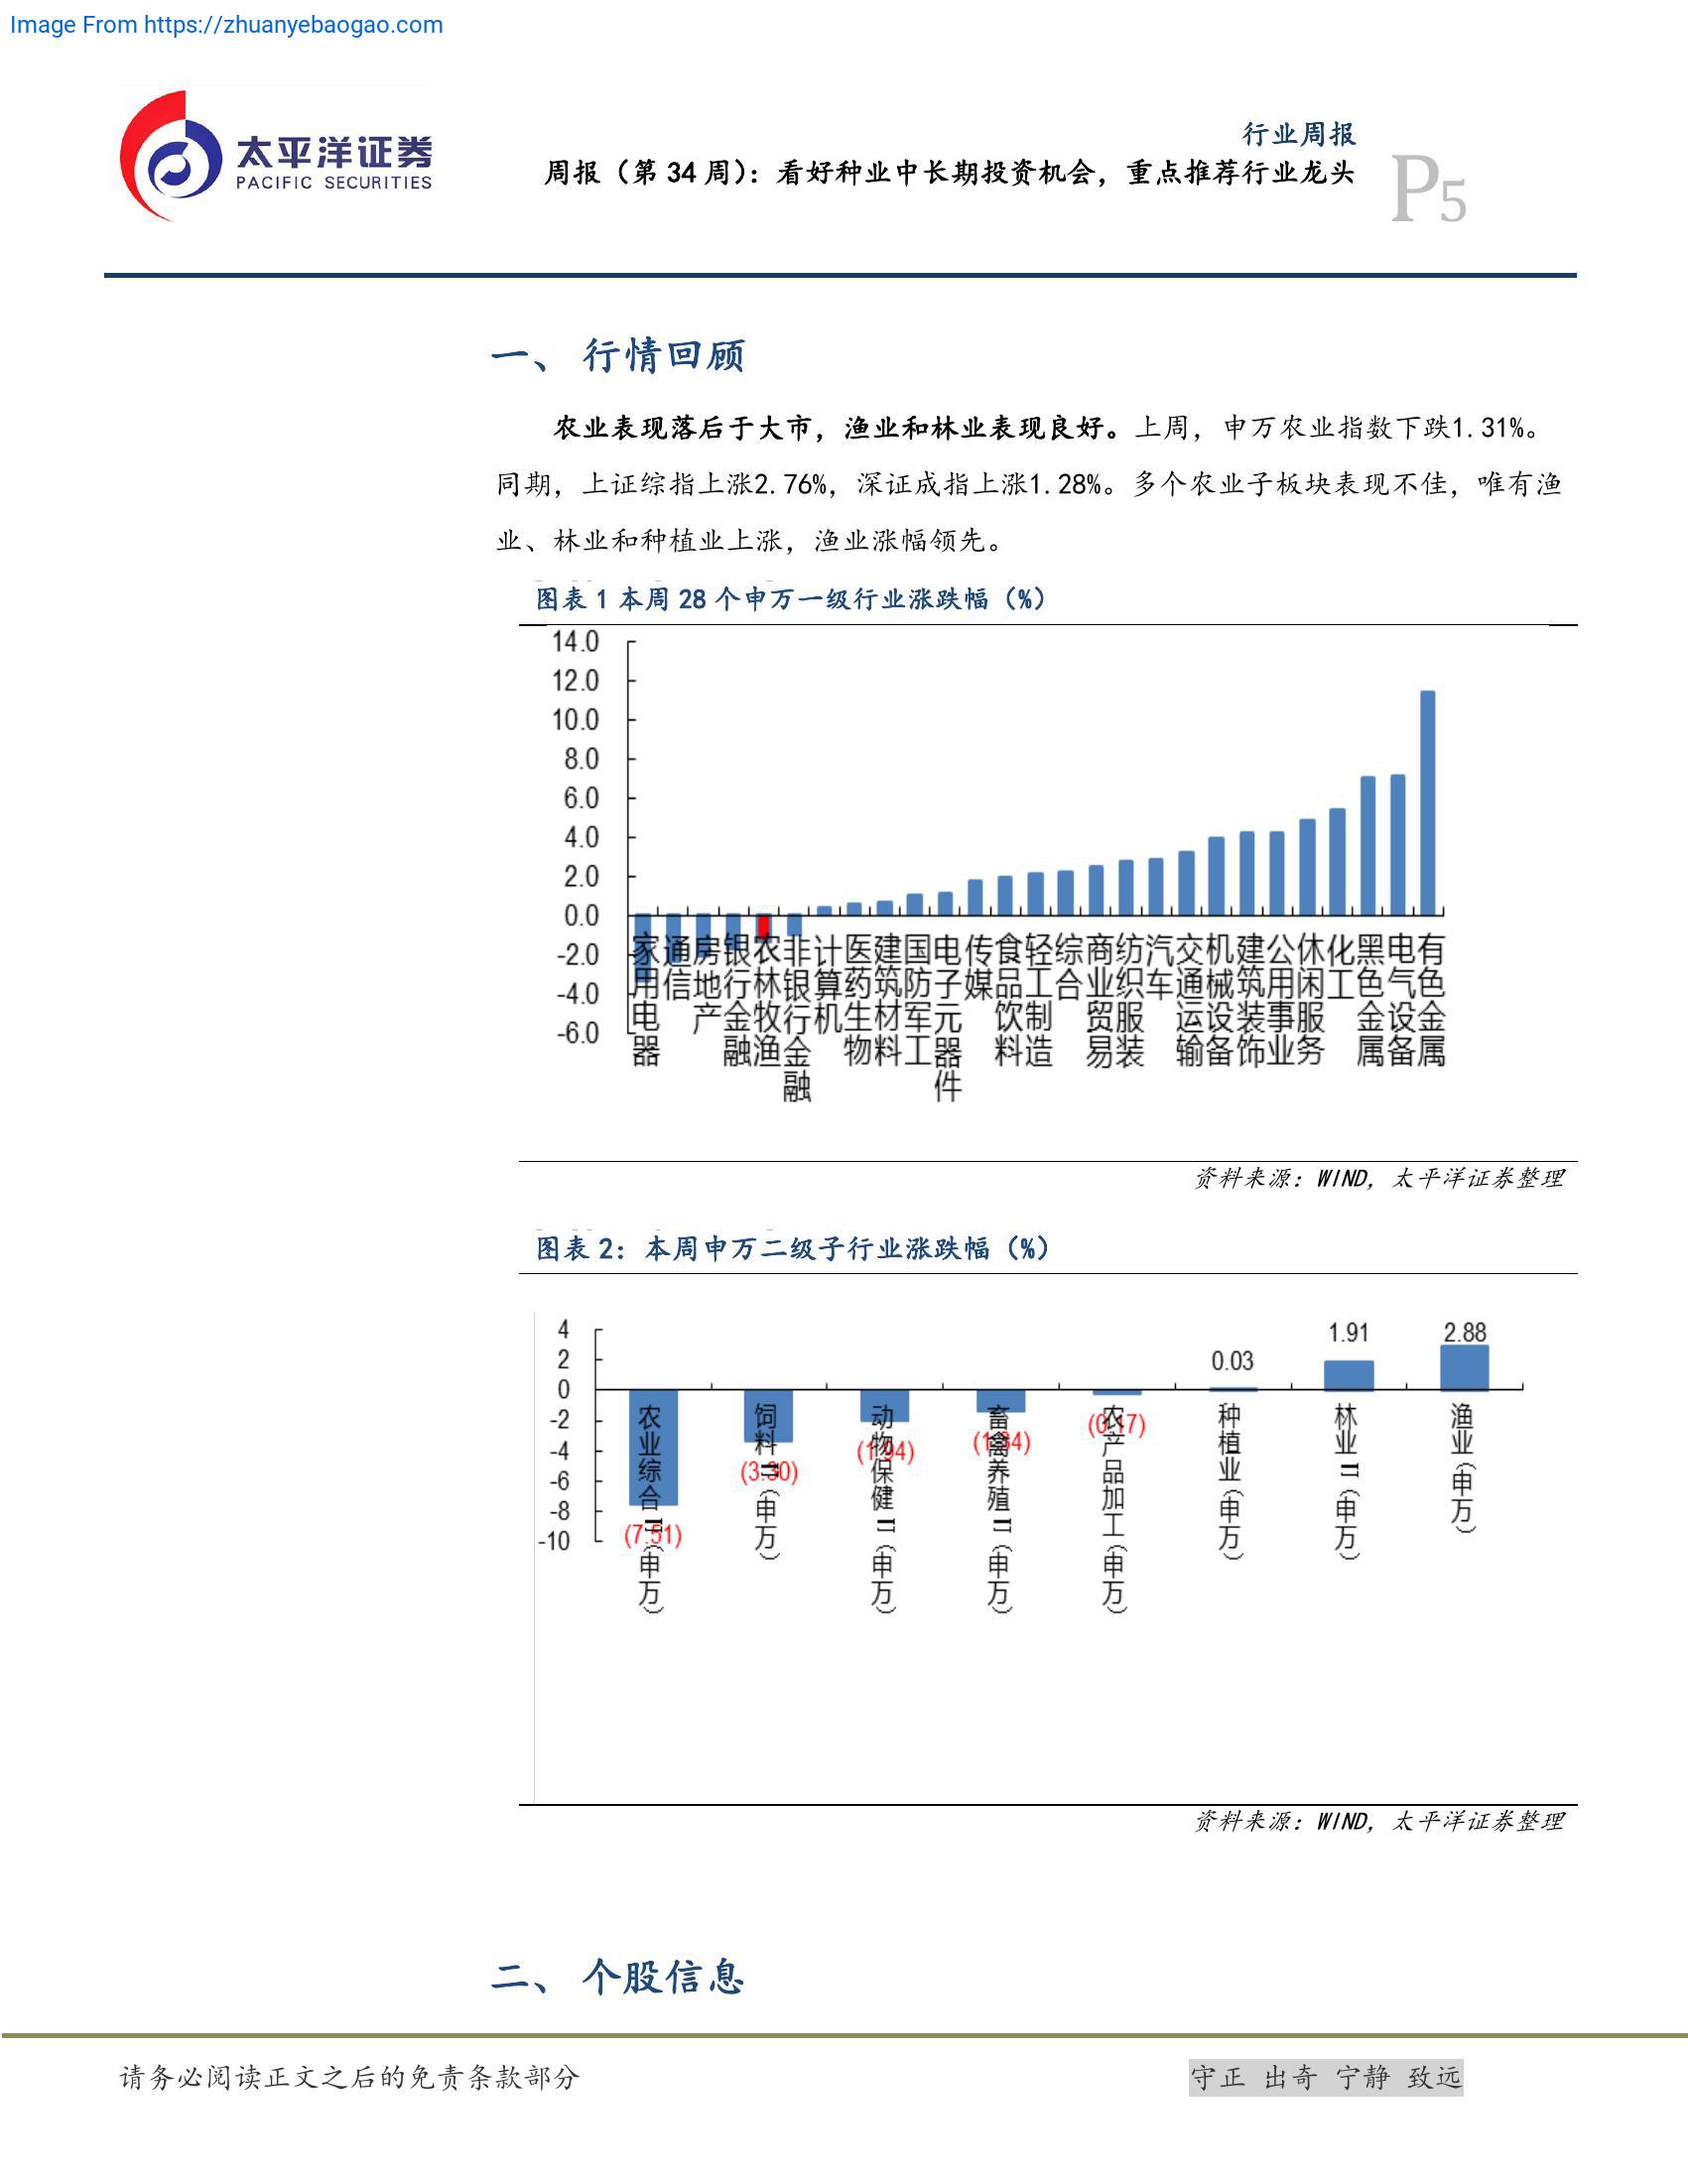 Image From https://zhuanyebaogao.com
太平洋证券
PACIFIC SECURITIES
行业周报
周报（第 34 周）：看好种业中长期投资机会，重点推荐行业龙头
P5
一、 行情回顾
农业表现落后于大市，渔业和林业表现良好。上周，申万农业指数下跌1.31%。
同期，上证综指上涨2.76%，深证成指上涨1.28%。多个农业子板块表现不佳，唯有渔
业、林业和种植业上涨，渔业涨幅领先。
图表 1 本周 28 个申万一级行业涨跌幅（%）
14.0
12.0
10.0
8.0
6.0
4.0
2.0
0.0
-2.0
-4.0
-6.0
家用电器
通信
房地产
银行金融
农林牧渔
非银行金融
计算机
医药生物
建筑材料
国防军工
电子元器件
传媒
食品饮料
轻工制造
综合
商业贸易
纺织服装
汽车
交通运输
机械设备
建筑装饰
公用事业
休闲服务
化工
黑色金属
电气设备
有色金属
资料来源：WIND，太平洋证券整理
图表 2：本周申万二级子行业涨跌幅（%）
4
2
0
-2
-4
-6
-8
-10
(7.51)
(3.30)
(1.94)
(0.17)
0.03
1.91
2.88
农业综合II（申万）
饲料II（申万）
动物保健II（申万）
畜禽养殖II（申万）
农产品加工（申万）
种植业（申万）
林业II（申万）
渔业（申万）
资料来源：WIND，太平洋证券整理
二、 个股信息
请务必阅读正文之后的免责条款部分
守正 出奇 宁静 致远